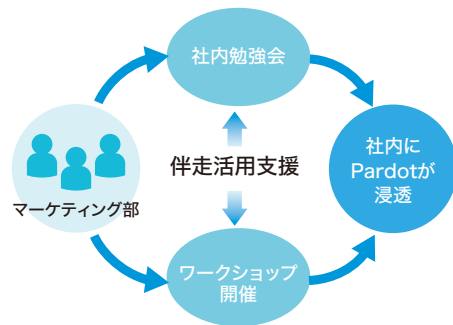 社内勉強会
伴走活用支援
マーケティング部
社内に
Pardotが
浸透
ワークショップ
開催